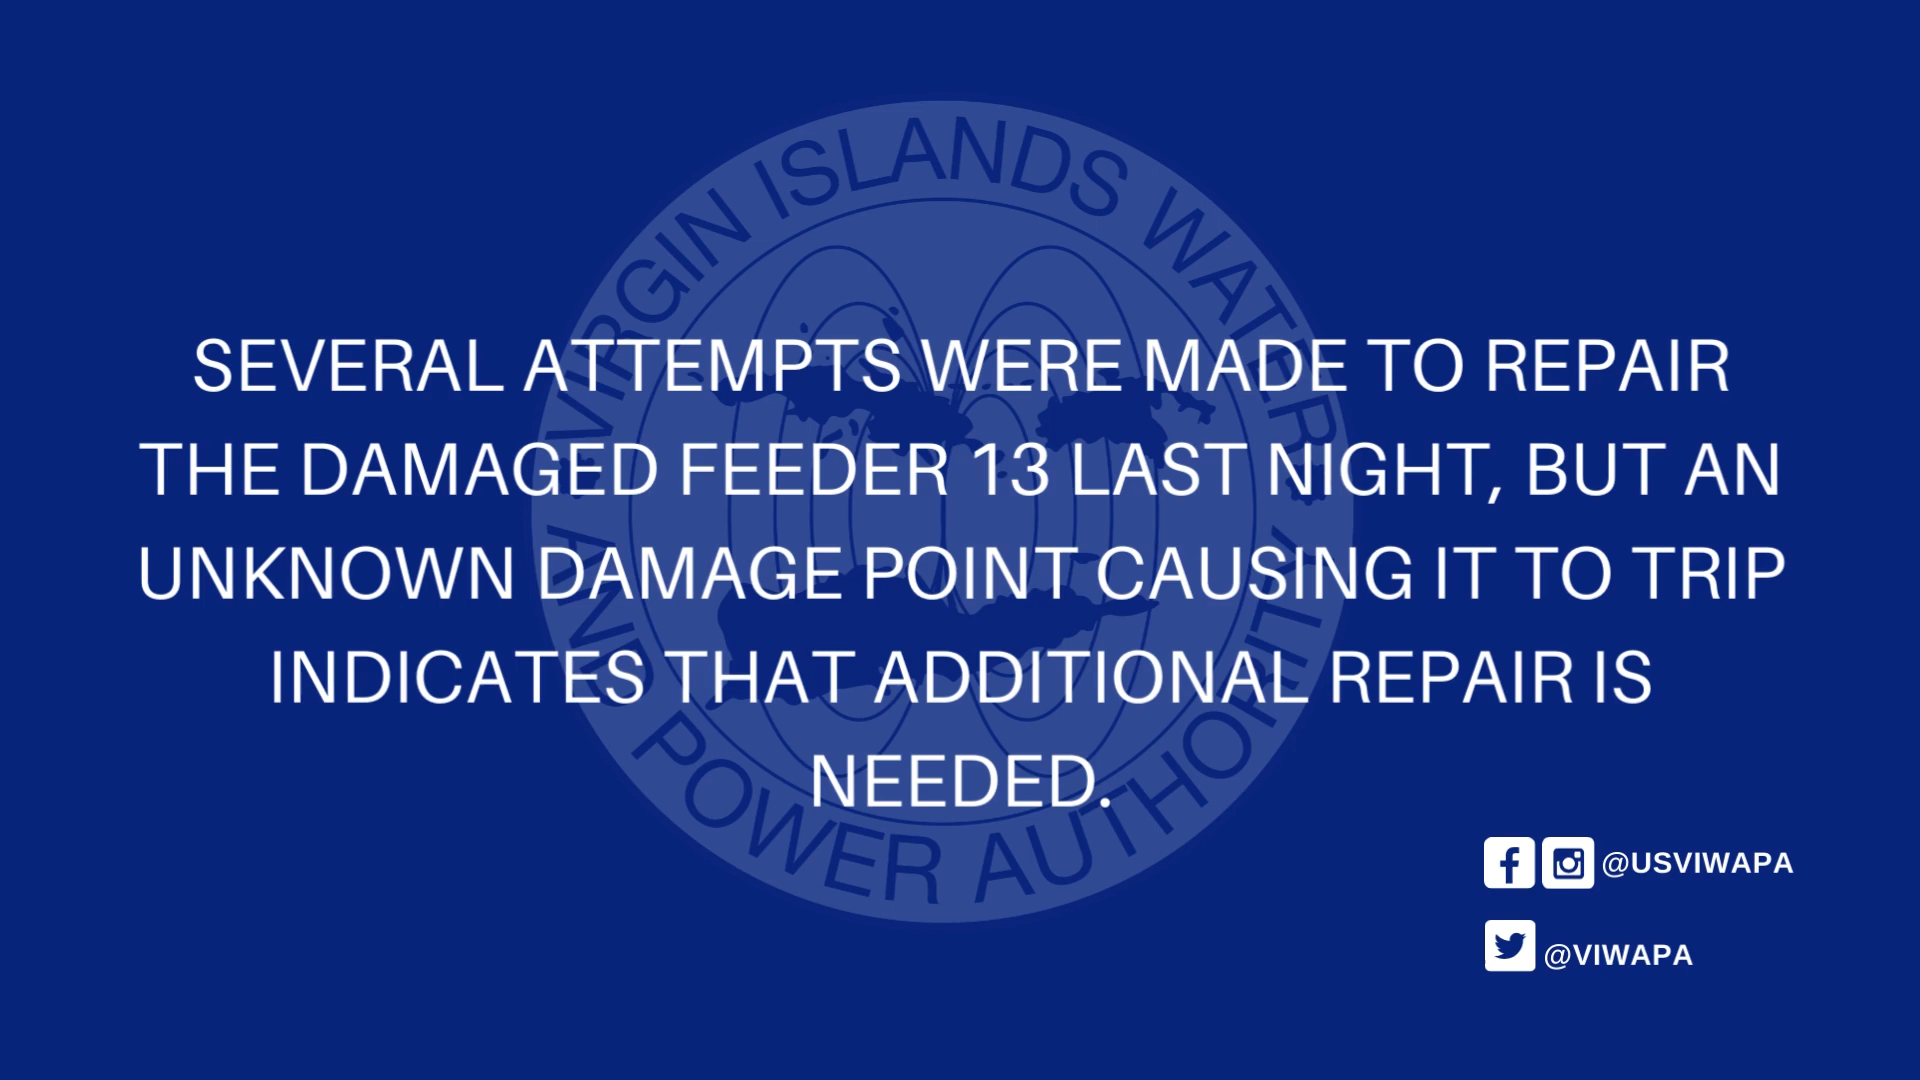 VIRGIN ISLANDS WATER
AND POWER AUTHORITY
SEVERAL ATTEMPTS WERE MADE TO REPAIR
THE DAMAGED FEEDER 13 LAST NIGHT, BUT AN
UNKNOWN DAMAGE POINT CAUSING IT TO TRIP
INDICATES THAT ADDITIONAL REPAIR IS
NEEDED.
@USVIWAPA
@VIWAPA